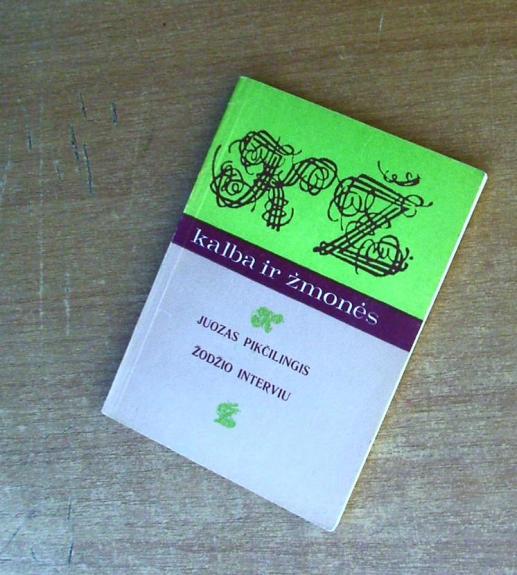 K Ž
kalba ir žmonės
K
JUOZAS PIKČILINGIS
ŽODŽIO INTERVIU
Ž